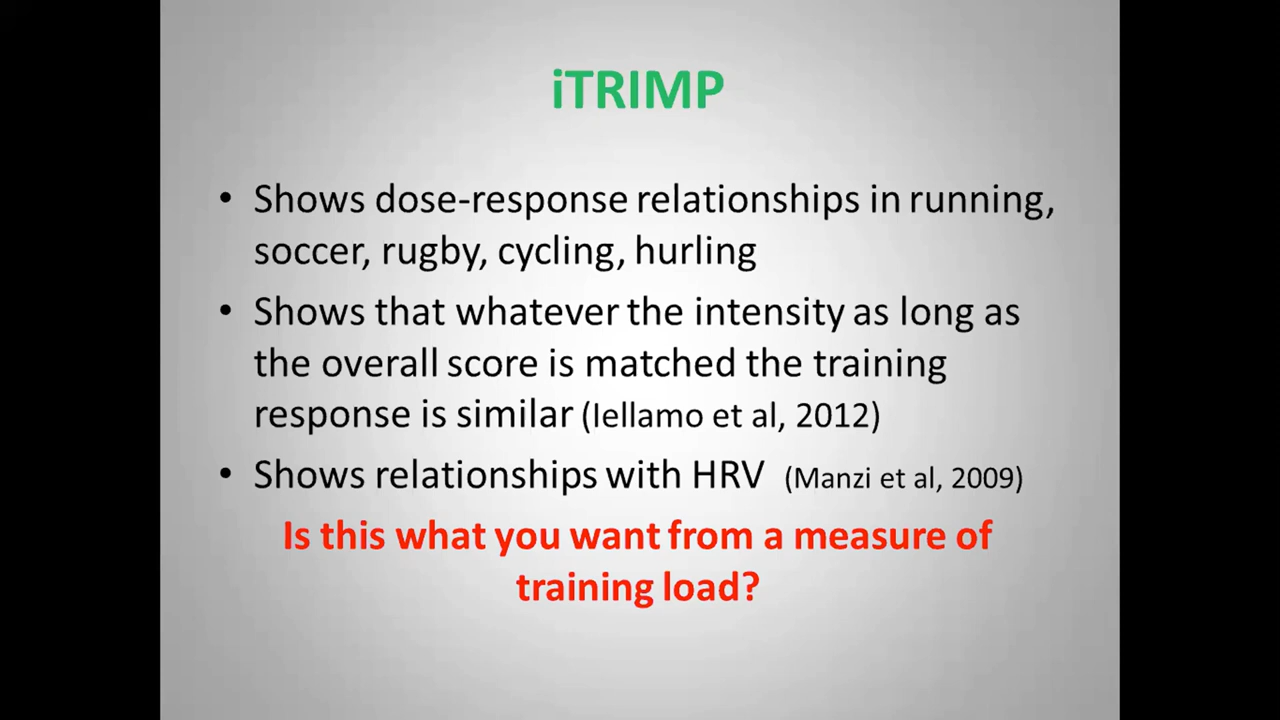 iTRIMP
• Shows dose-response relationships in running,
soccer, rugby, cycling, hurling
• Shows that whatever the intensity as long as
the overall score is matched the training
response is similar (Iellamo et al, 2012)
• Shows relationships with HRV (Manzi et al, 2009)
Is this what you want from a measure of
training load?